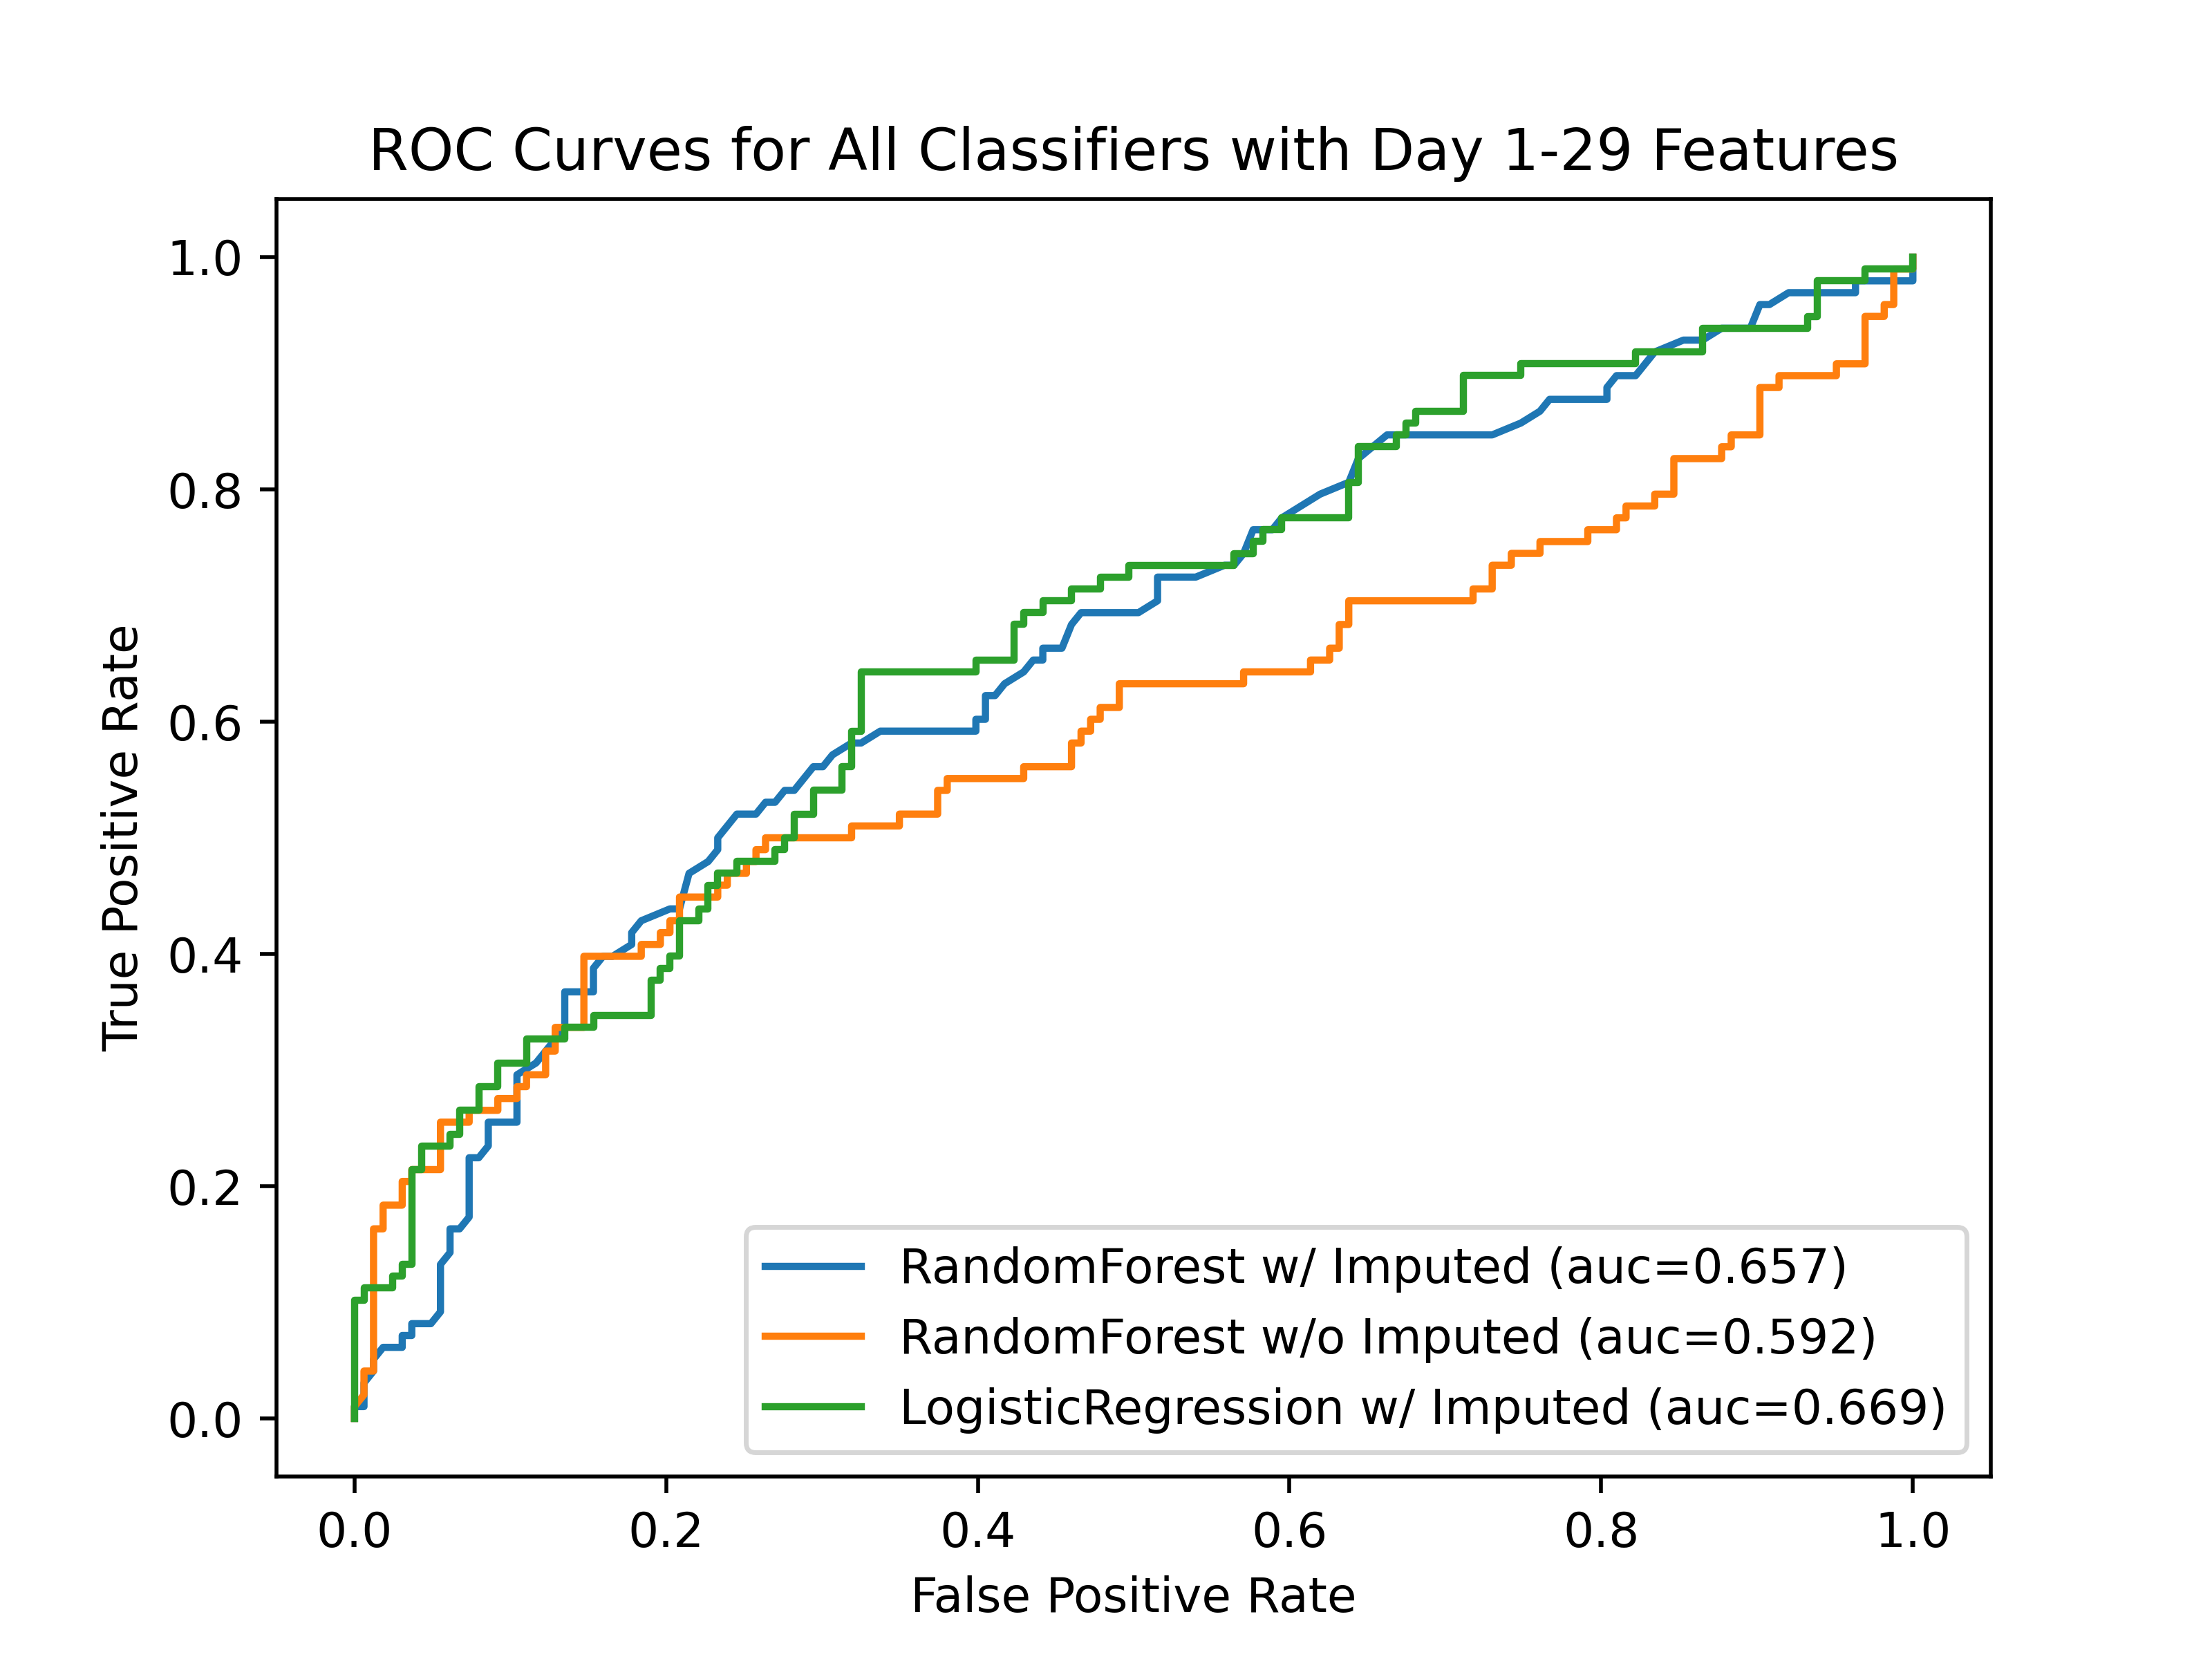 ROC Curves for All Classifiers with Day 1-29 Features
1.0
0.8
0.6
0.4
0.2
0.0
True Positive Rate
RandomForest w/ Imputed (auc=0.657)
RandomForest w/o Imputed (auc=0.592)
LogisticRegression w/ Imputed (auc=0.669)
0.0 0.2 0.4 0.6 0.8 1.0
False Positive Rate